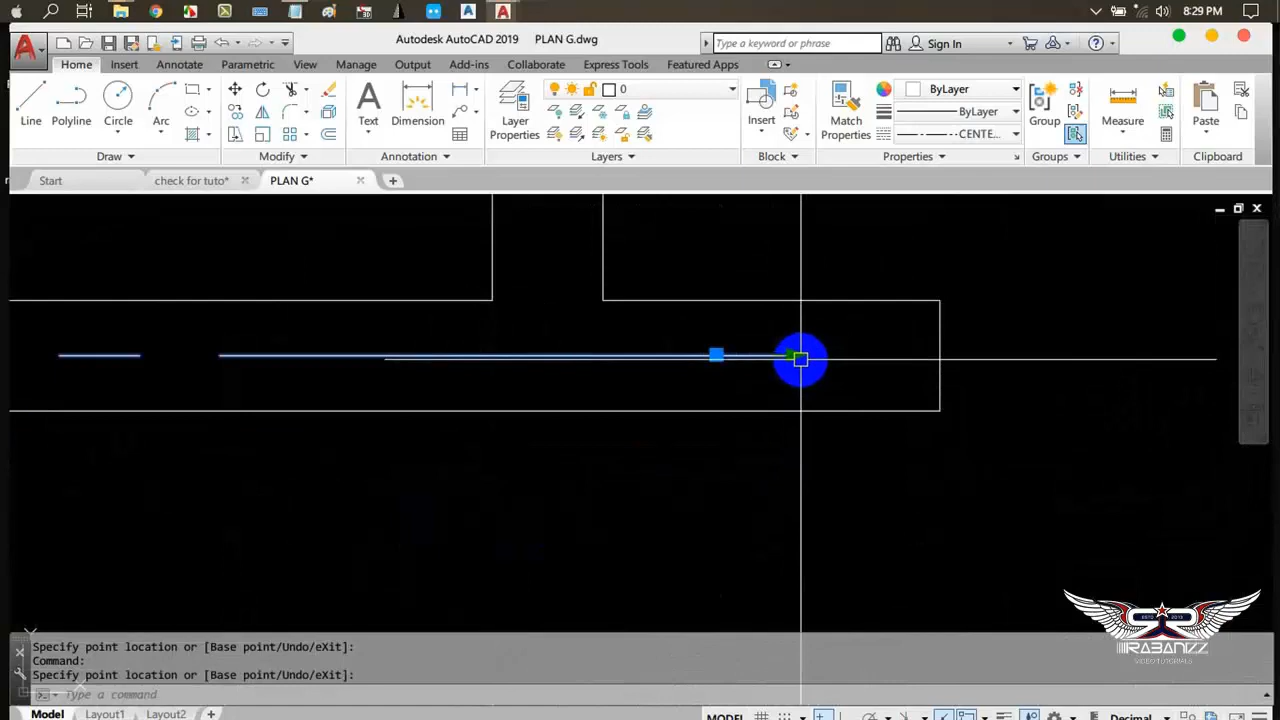 8:29 PM
Autodesk AutoCAD 2019 PLAN G.dwg
Type a keyword or phrase
Sign In
Home Insert Annotate Parametric View Manage Output Add-ins Collaborate Express Tools Featured Apps
0
ByLayer
ByLayer
CENTE...
Line Polyline Circle Arc
Text Dimension
Layer Properties
Insert
Match Properties
Group
Measure
Paste
Draw Modify Annotation Layers Block Properties Groups Utilities Clipboard
Start check for tuto* PLAN G*
Specify point location or [Base point/Undo/eXit]:
Command:
Specify point location or [Base point/Undo/eXit]:
Type a command
Model Layout1 Layout2
MODEL Decimal
RABANIZZ
VIDEOTUTORIALS